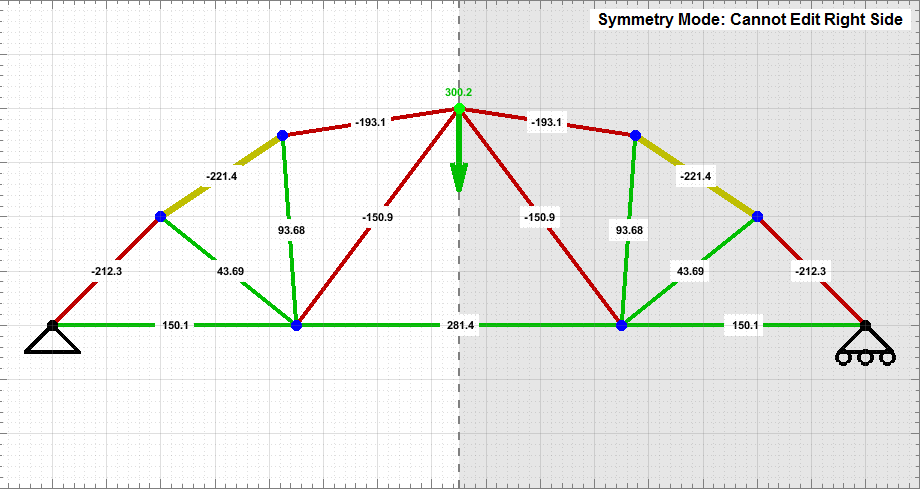 Symmetry Mode: Cannot Edit Right Side
300.2
-193.1 -193.1
-221.4 -221.4
-150.9 -150.9
93.68 93.68
-212.3 43.69 43.69 -212.3
150.1 281.4 150.1